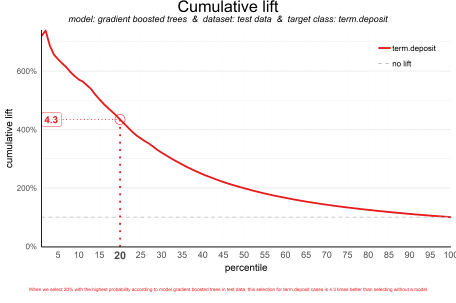 Cumulative lift
model: gradient boosted trees & dataset: test data & target class: term.deposit
term.deposit
no lift
600%
400%
200%
0%
4.3
cumulative lift
5 10 15 20 25 30 35 40 45 50 55 60 65 70 75 80 85 90 95 100
percentile
When we select 20% with the highest probability according to model gradient boosted trees in test data, this selection for term.deposit cases is 4.3 times better than selecting without a model.